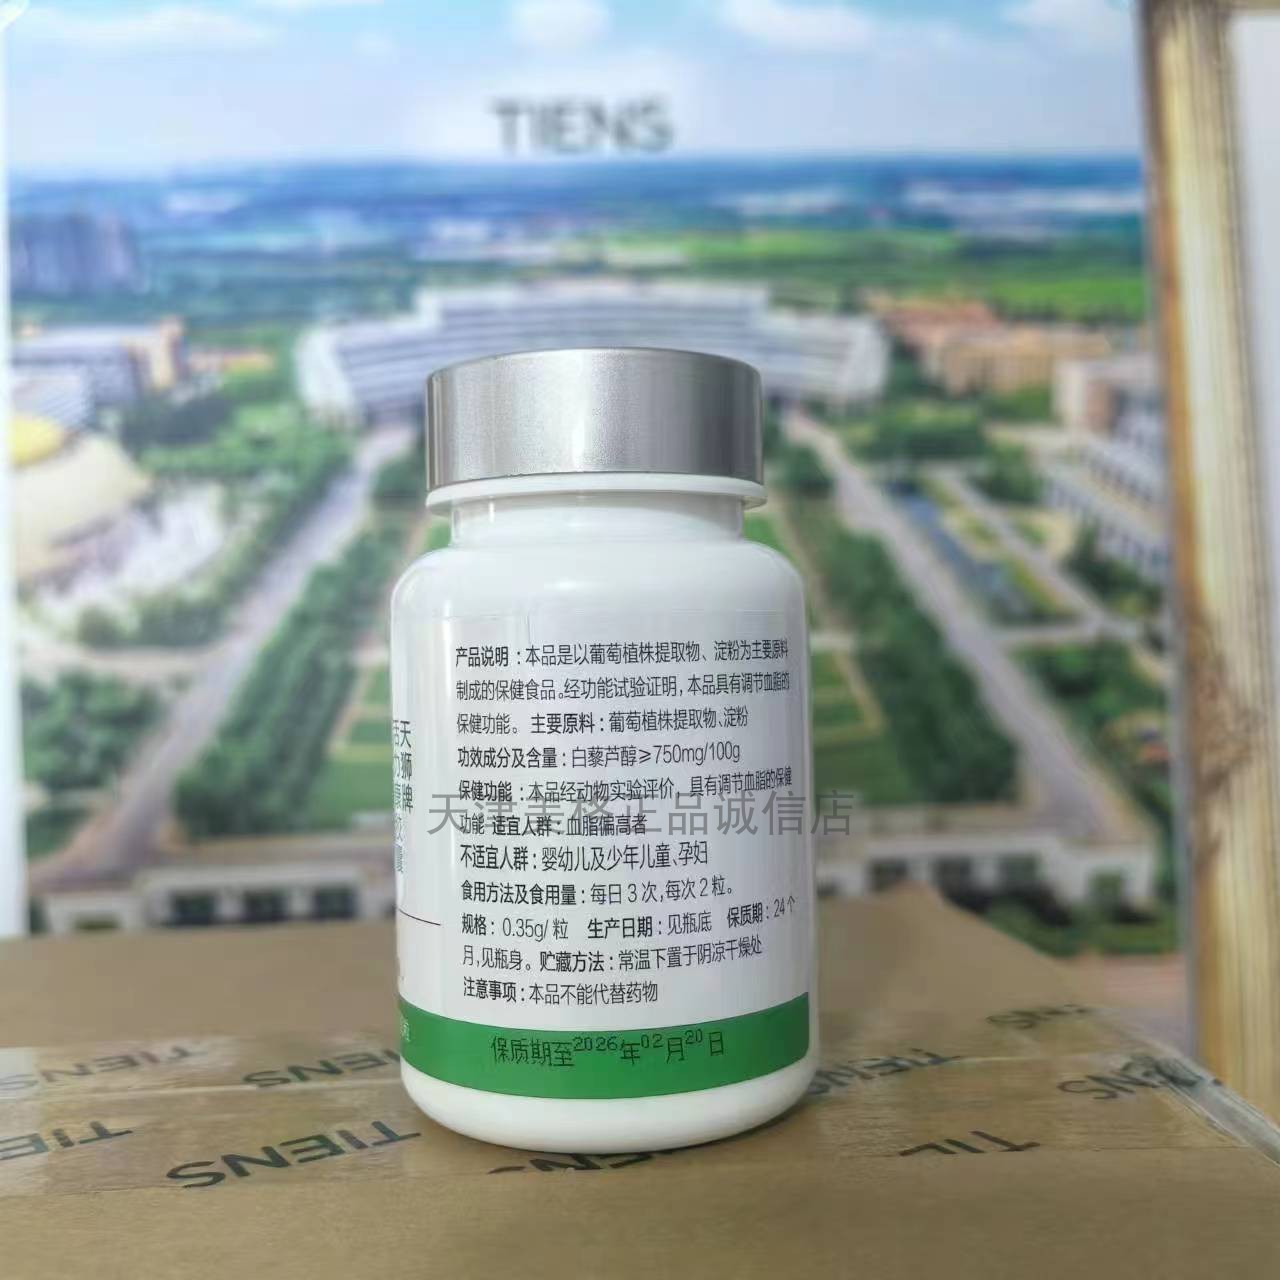 TIENS
产品说明：本品是以葡萄植株提取物、淀粉为主要原料
制成的保健食品。经功能试验证明，本品具有调节血脂的
保健功能。 主要原料：葡萄植株提取物、淀粉
功效成分及含量：白藜芦醇≥750mg/100g
保健功能：本品经动物实验评价，具有调节血脂的保健
功能 适宜人群：血脂偏高者
不适宜人群：婴幼儿及少年儿童、孕妇
食用方法及食用量：每日3次，每次2粒。
规格：0.35g/粒 生产日期：见瓶底 保质期：24个
月，见瓶身。 贮藏方法：常温下置于阴凉干燥处
注意事项：本品不能代替药物
保质期至2026年02月20日
天狮牌
天津美格正品诚信店
TIENS
TIENS
TIENS
TIENS
TIENS
TIENS